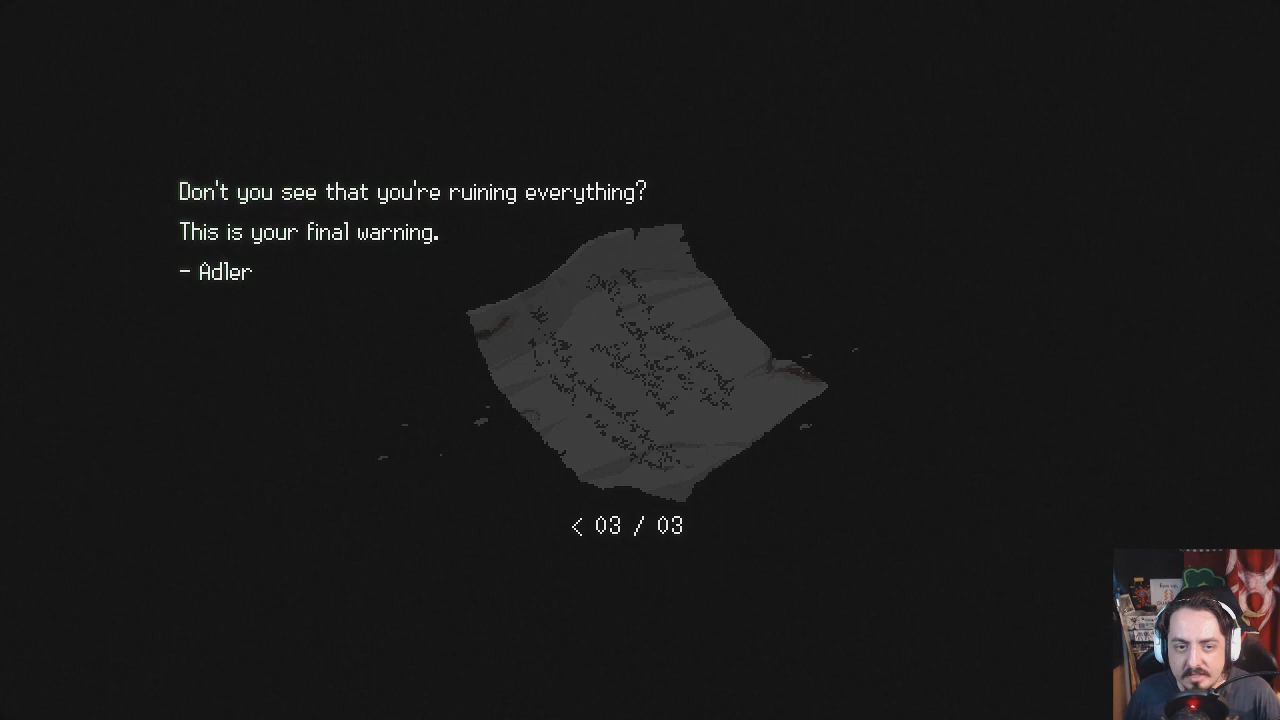 Don't you see that you're ruining everything?
This is your final warning.
- Adler
< 03 / 03